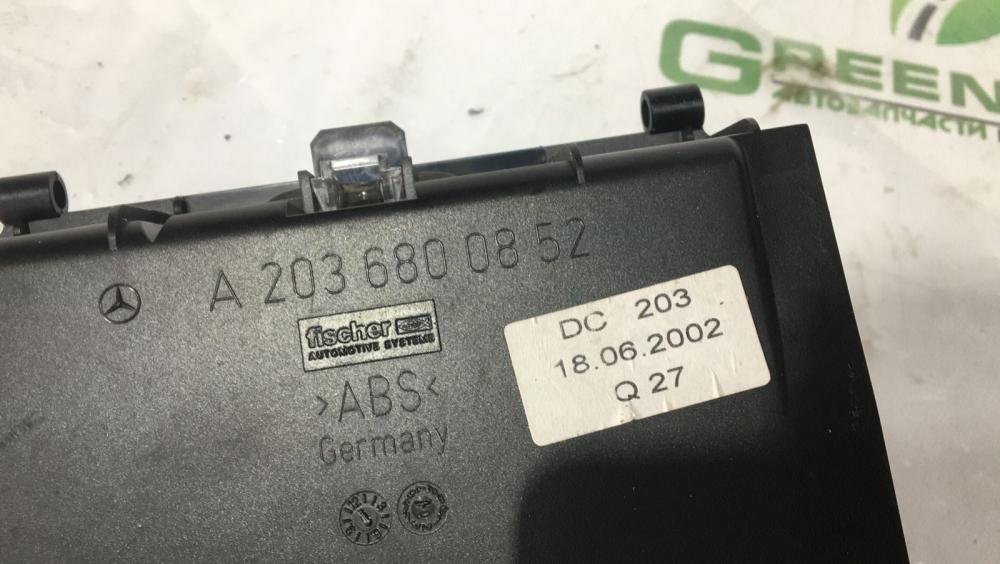 GREEN
АВТОЗАПЧАСТИ
A 203 680 08 52
fischer
AUTOMOTIVE SYSTEMS
>ABS<
Germany
DC 203
18.06.2002
Q 27